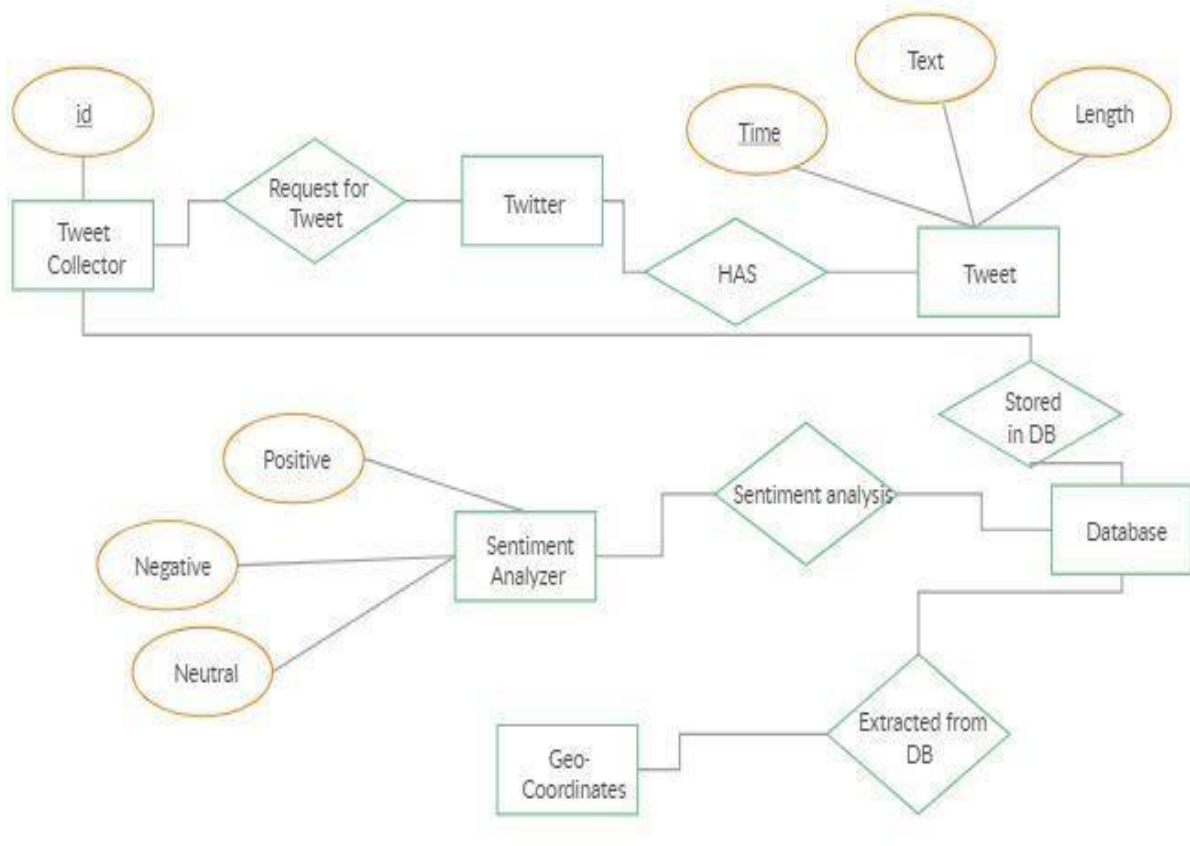 id
Tweet
Collector
Request for
Tweet
Twitter
HAS
Time
Text
Length
Tweet
Stored
in DB
Positive
Negative
Neutral
Sentiment
Analyzer
Sentiment analysis
Database
Extracted from
DB
Geo-
Coordinates